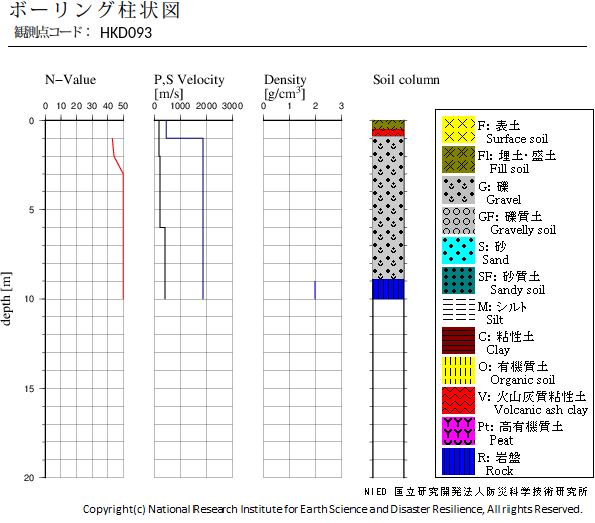 ボーリング柱状図
観測点コード： HKD093
N−Value P,S Velocity Density Soil column
[m/s] [g/cm3]
0 10 20 30 40 50 0 1000 2000 3000 0 1 2 3
0
5
10
15
20
depth [m]
F: 表土
Surface soil
Fl: 埋土・盛土
Fill soil
G: 礫
Gravel
GF: 礫質土
Gravelly soil
S: 砂
Sand
SF: 砂質土
Sandy soil
M: シルト
Silt
C: 粘性土
Clay
O: 有機質土
Organic soil
V: 火山灰質粘性土
Volcanic ash clay
Pt: 高有機質土
Peat
R: 岩盤
Rock
NIED 国立研究開発法人防災科学技術研究所
Copyright(c) National Research Institute for Earth Science and Disaster Resilience, All rights Reserved.